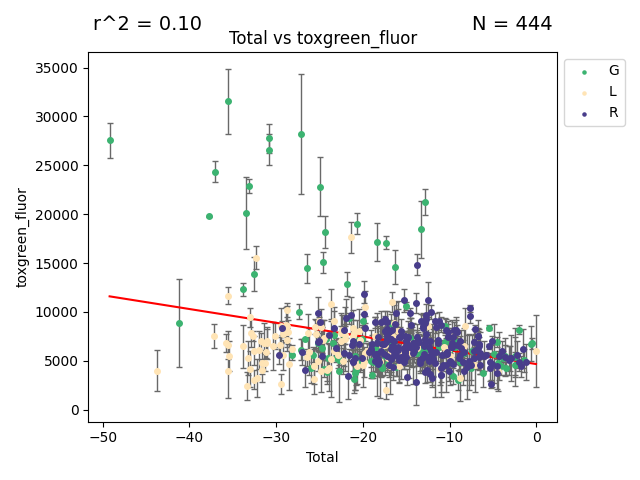 r^2 = 0.10
N = 444
Total vs toxgreen_fluor
35000
30000
25000
20000
15000
10000
5000
0
toxgreen_fluor
−50
−40
−30
−20
−10
0
Total
G
L
R